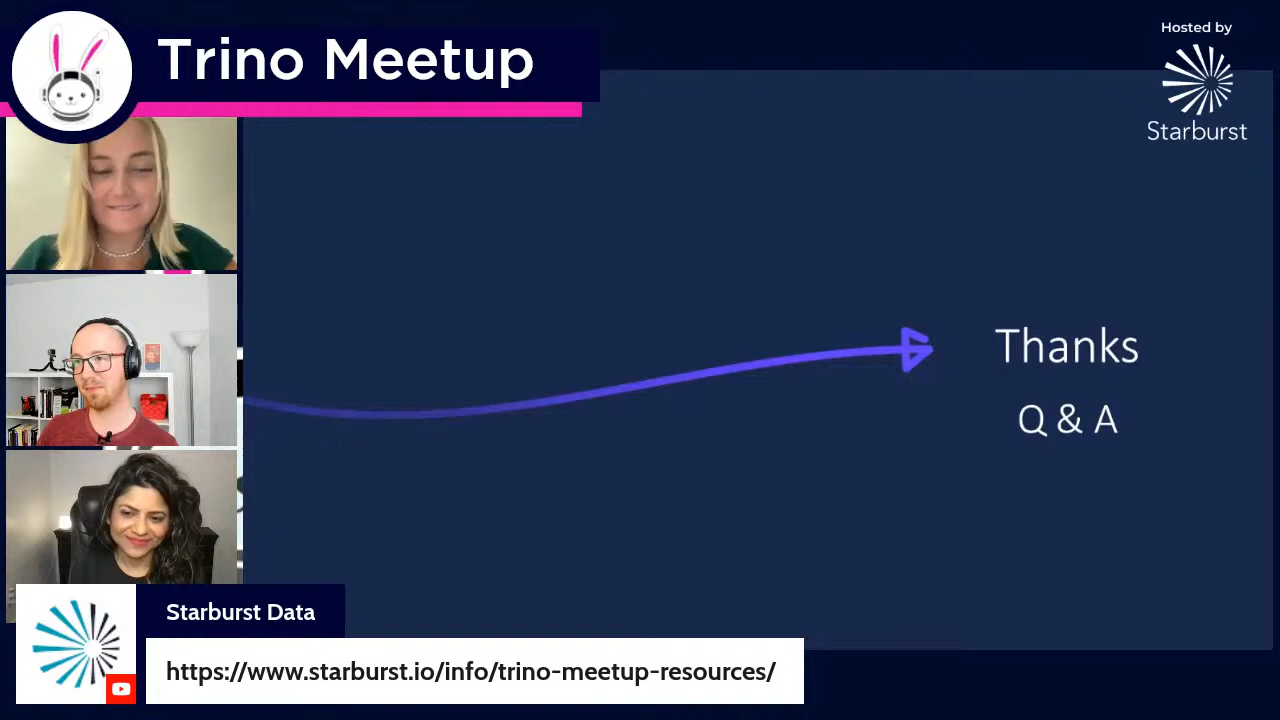 Trino Meetup
Hosted by
Starburst
Thanks
Q & A
Starburst Data
https://www.starburst.io/info/trino-meetup-resources/